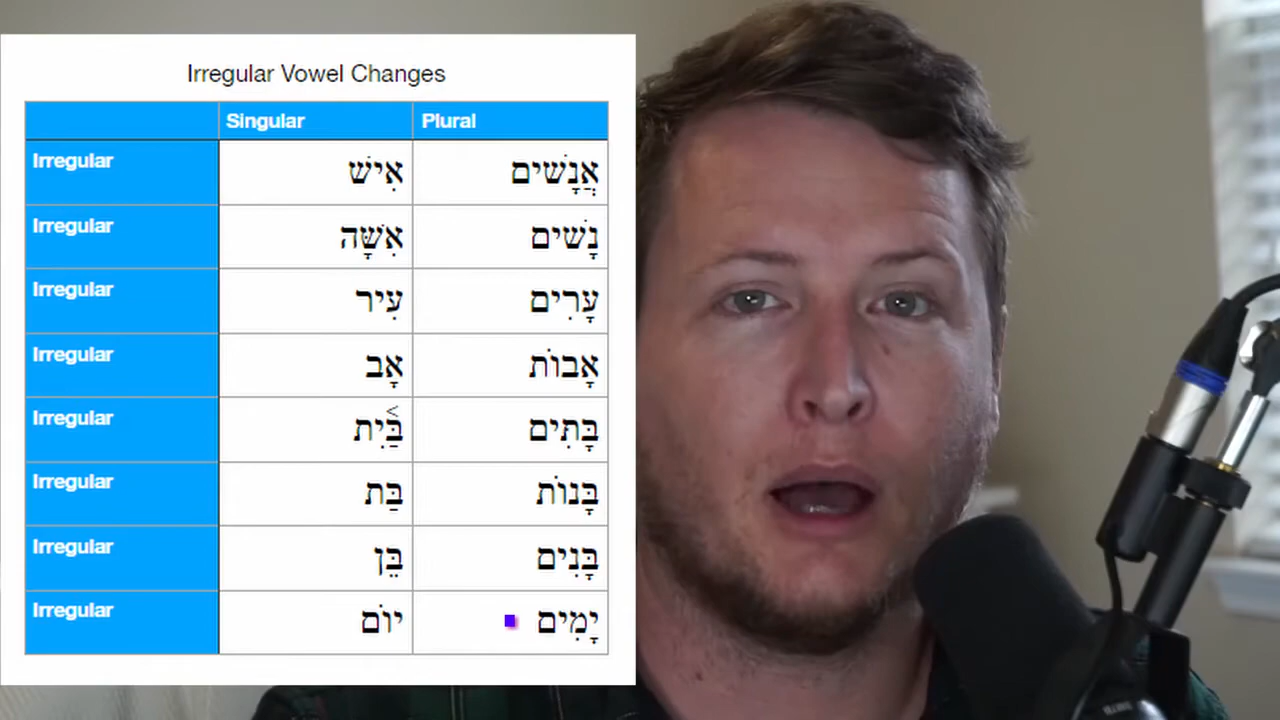 Irregular Vowel Changes
Singular Plural
Irregular אִישׁ אֲנָשִׁים
Irregular אִשָּׁה נָשִׁים
Irregular עִיר עָרִים
Irregular אָב אָבוֹת
Irregular בַּ֫יִת בָּתִּים
Irregular בַּת בָּנוֹת
Irregular בֵּן בָּנִים
Irregular יוֹם יָמִים